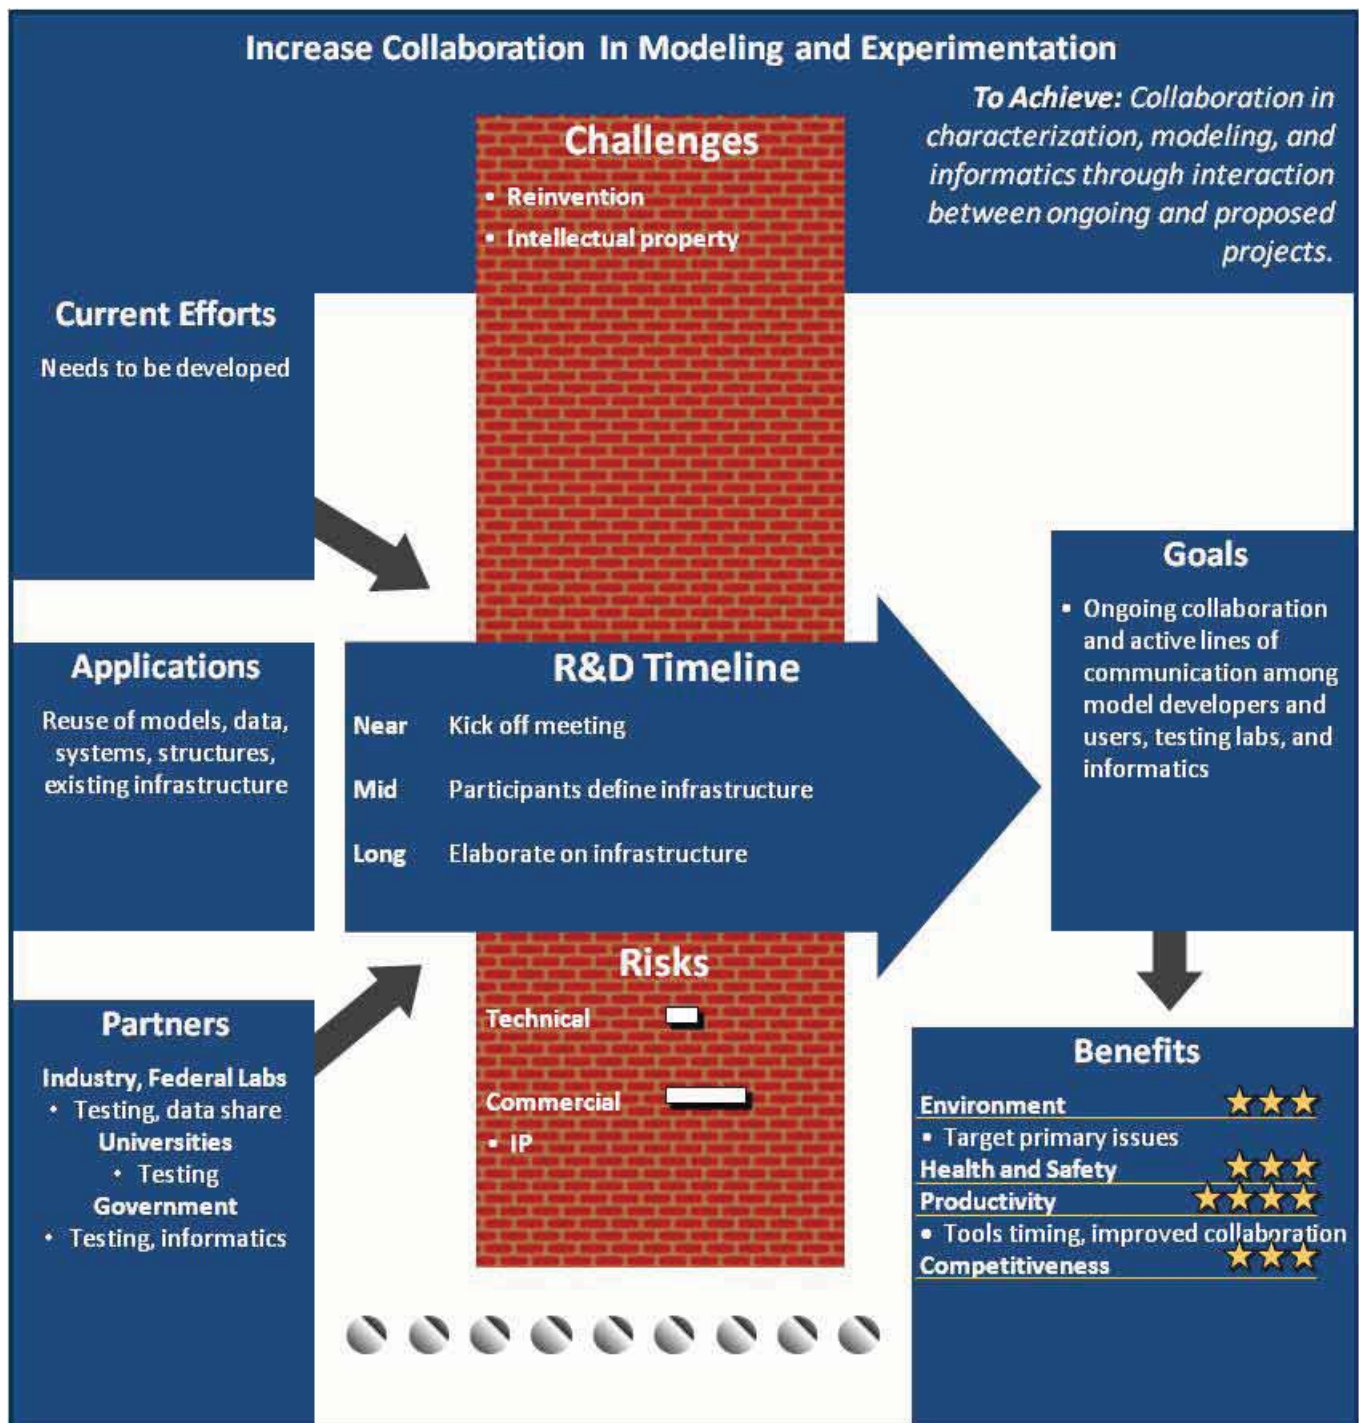 Increase Collaboration In Modeling and Experimentation
To Achieve: Collaboration in
characterization, modeling, and
informatics through interaction
between ongoing and proposed
projects.
Challenges
• Reinvention
• Intellectual property
Current Efforts
Needs to be developed
Applications
Reuse of models, data,
systems, structures,
existing infrastructure
Partners
Industry, Federal Labs
• Testing, data share
Universities
• Testing
Government
• Testing, informatics
R&D Timeline
Near Kick off meeting
Mid Participants define infrastructure
Long Elaborate on infrastructure
Risks
Technical
Commercial
• IP
Goals
▪ Ongoing collaboration
and active lines of
communication among
model developers and
users, testing labs, and
informatics
Benefits
Environment
• Target primary issues
Health and Safety
Productivity
• Tools timing, improved collaboration
Competitiveness